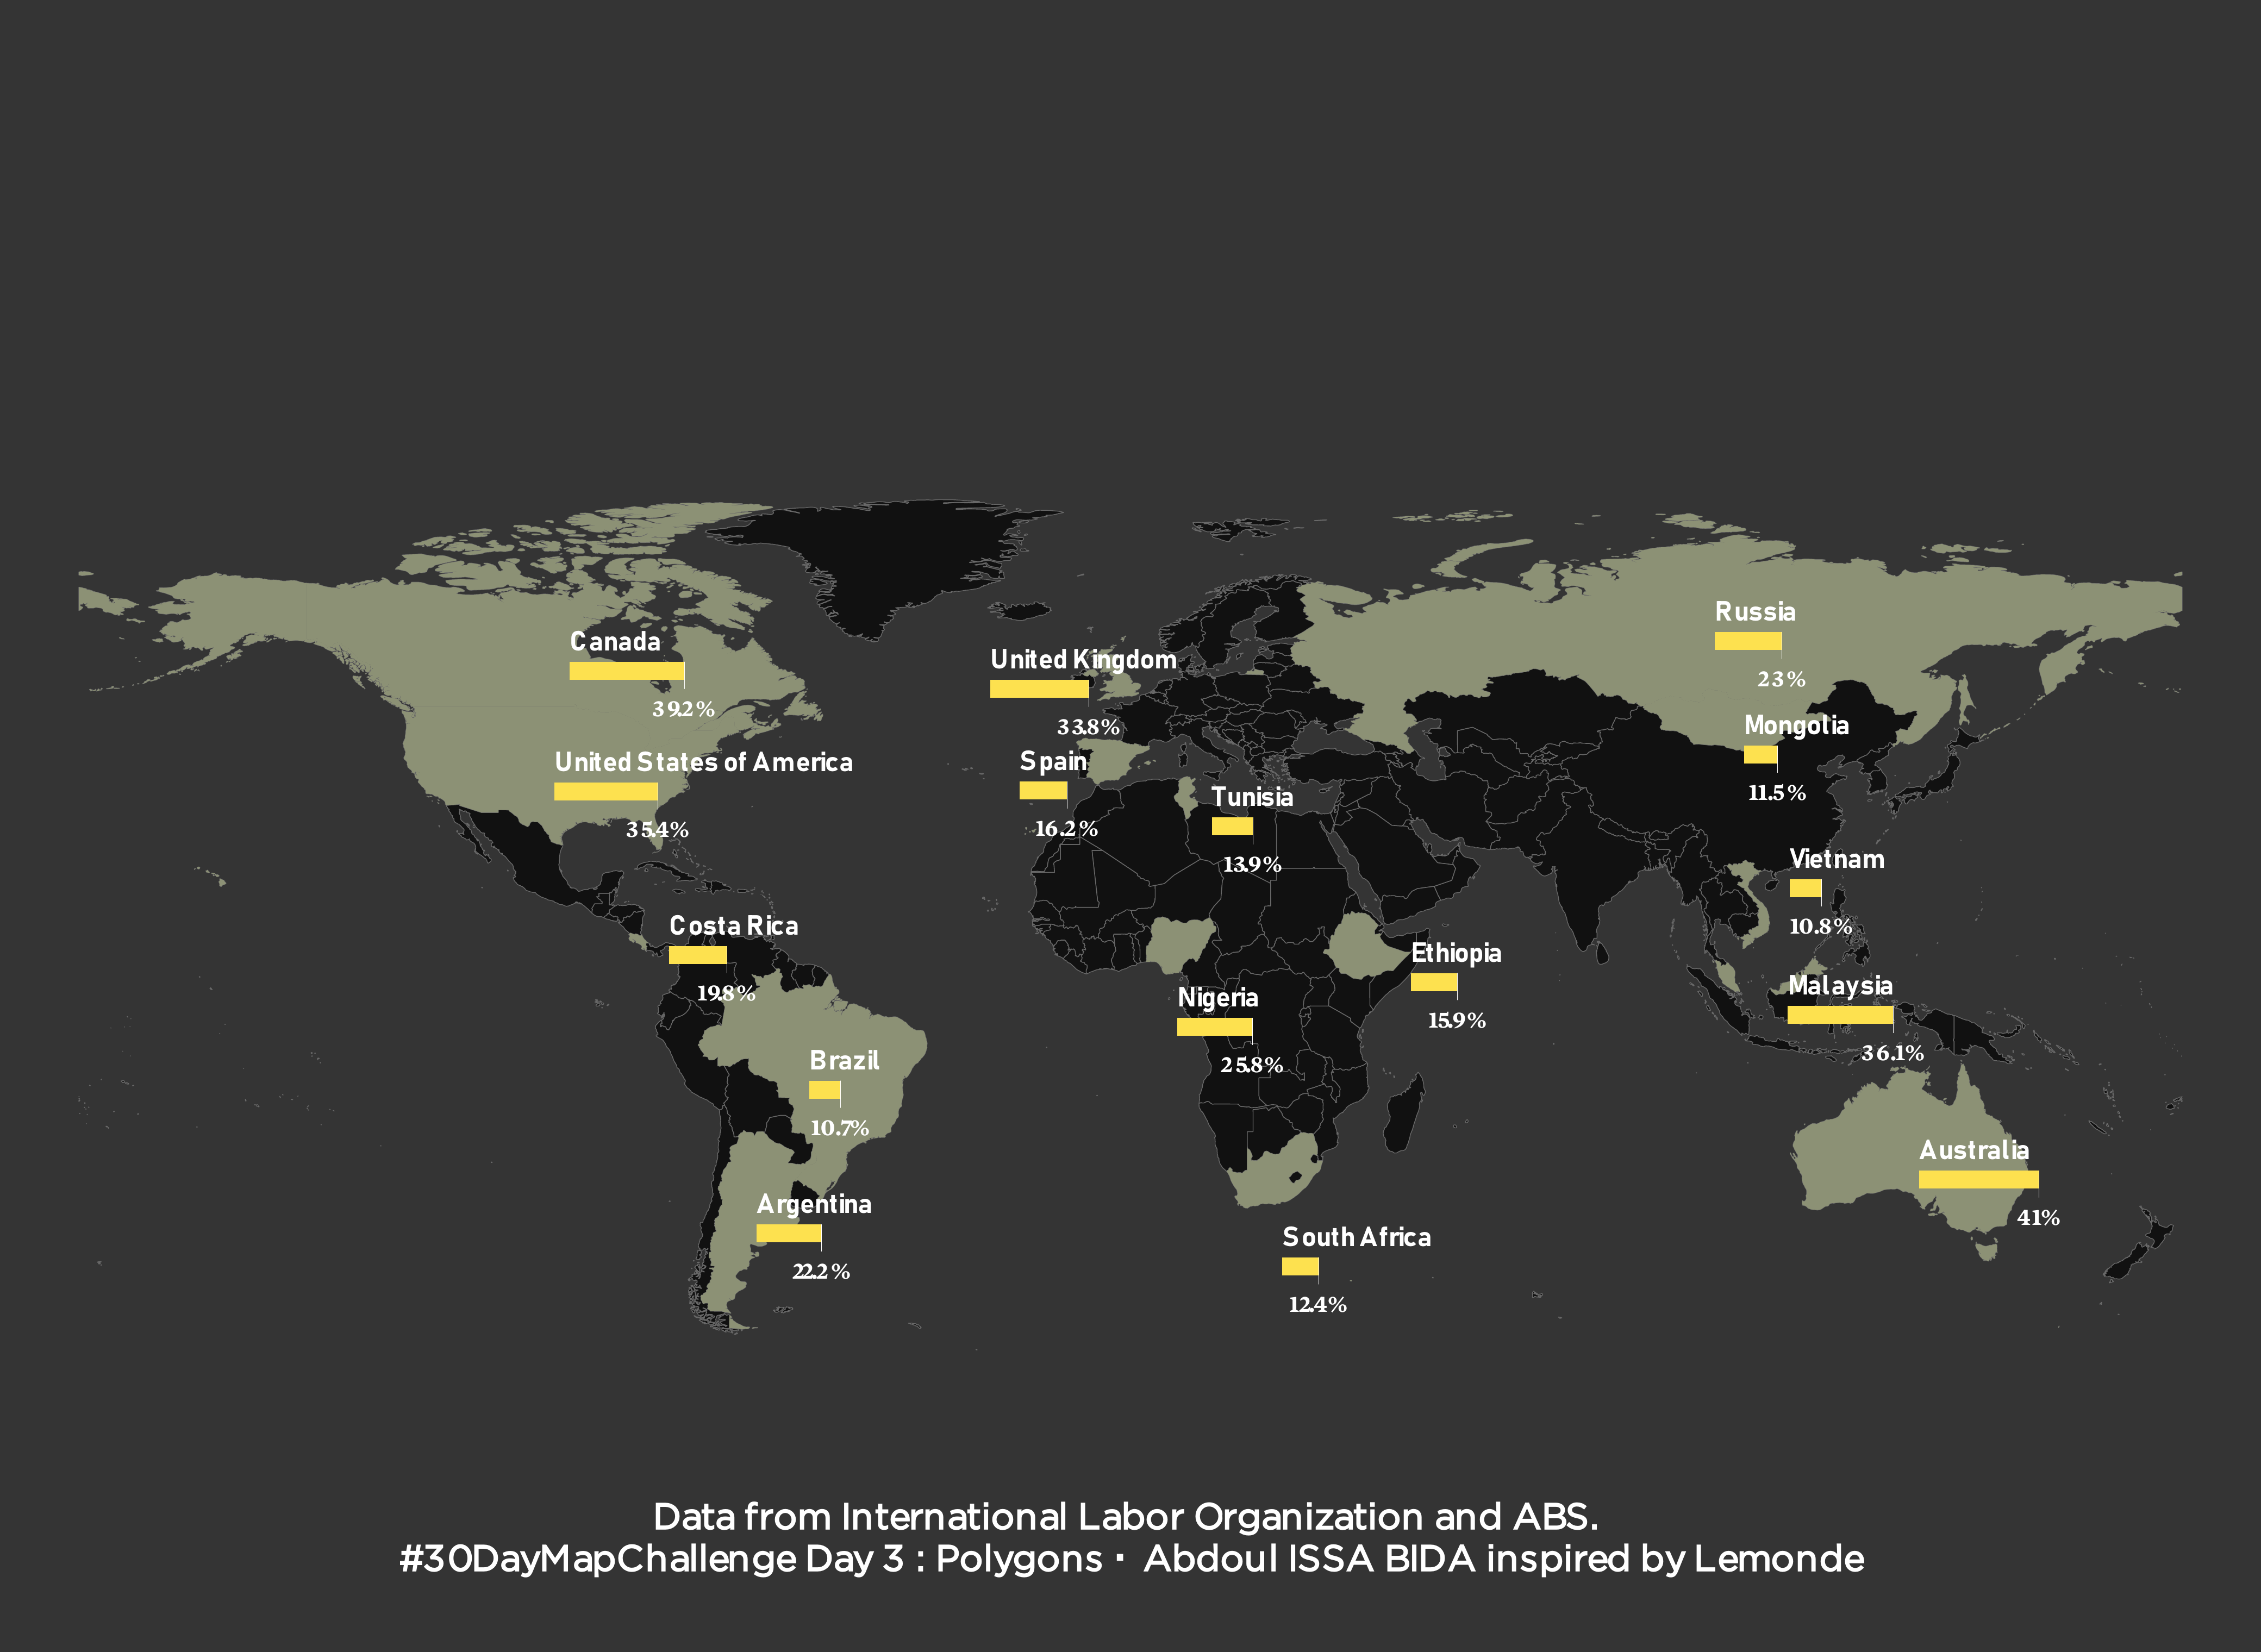 Russia
23%
Canada
39.2%
United Kingdom
33.8%
Mongolia
11.5%
United States of America
35.4%
Spain
16.2%
Tunisia
13.9%
Vietnam
10.8%
Costa Rica
19.8%
Ethiopia
15.9%
Malaysia
36.1%
Nigeria
25.8%
Brazil
10.7%
Australia
41%
Argentina
22.2%
South Africa
12.4%
Data from International Labor Organization and ABS.
#30DayMapChallenge Day 3 : Polygons · Abdoul ISSA BIDA inspired by Lemonde